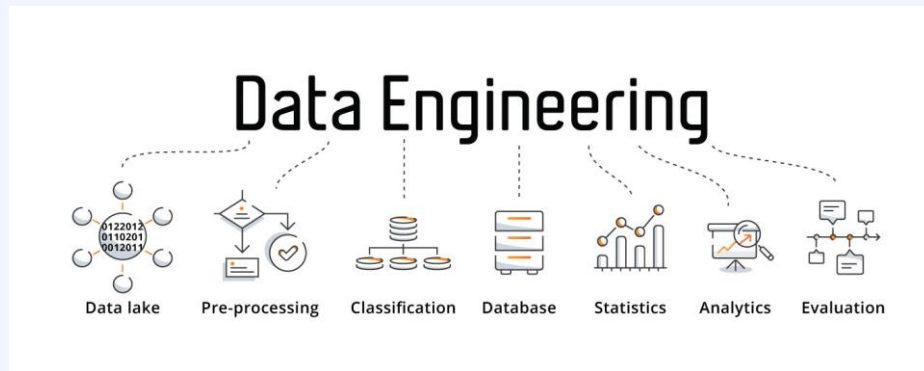 Data Engineering
0122012
0110201
0012011
Data lake
Pre-processing
Classification
Database
Statistics
Analytics
Evaluation